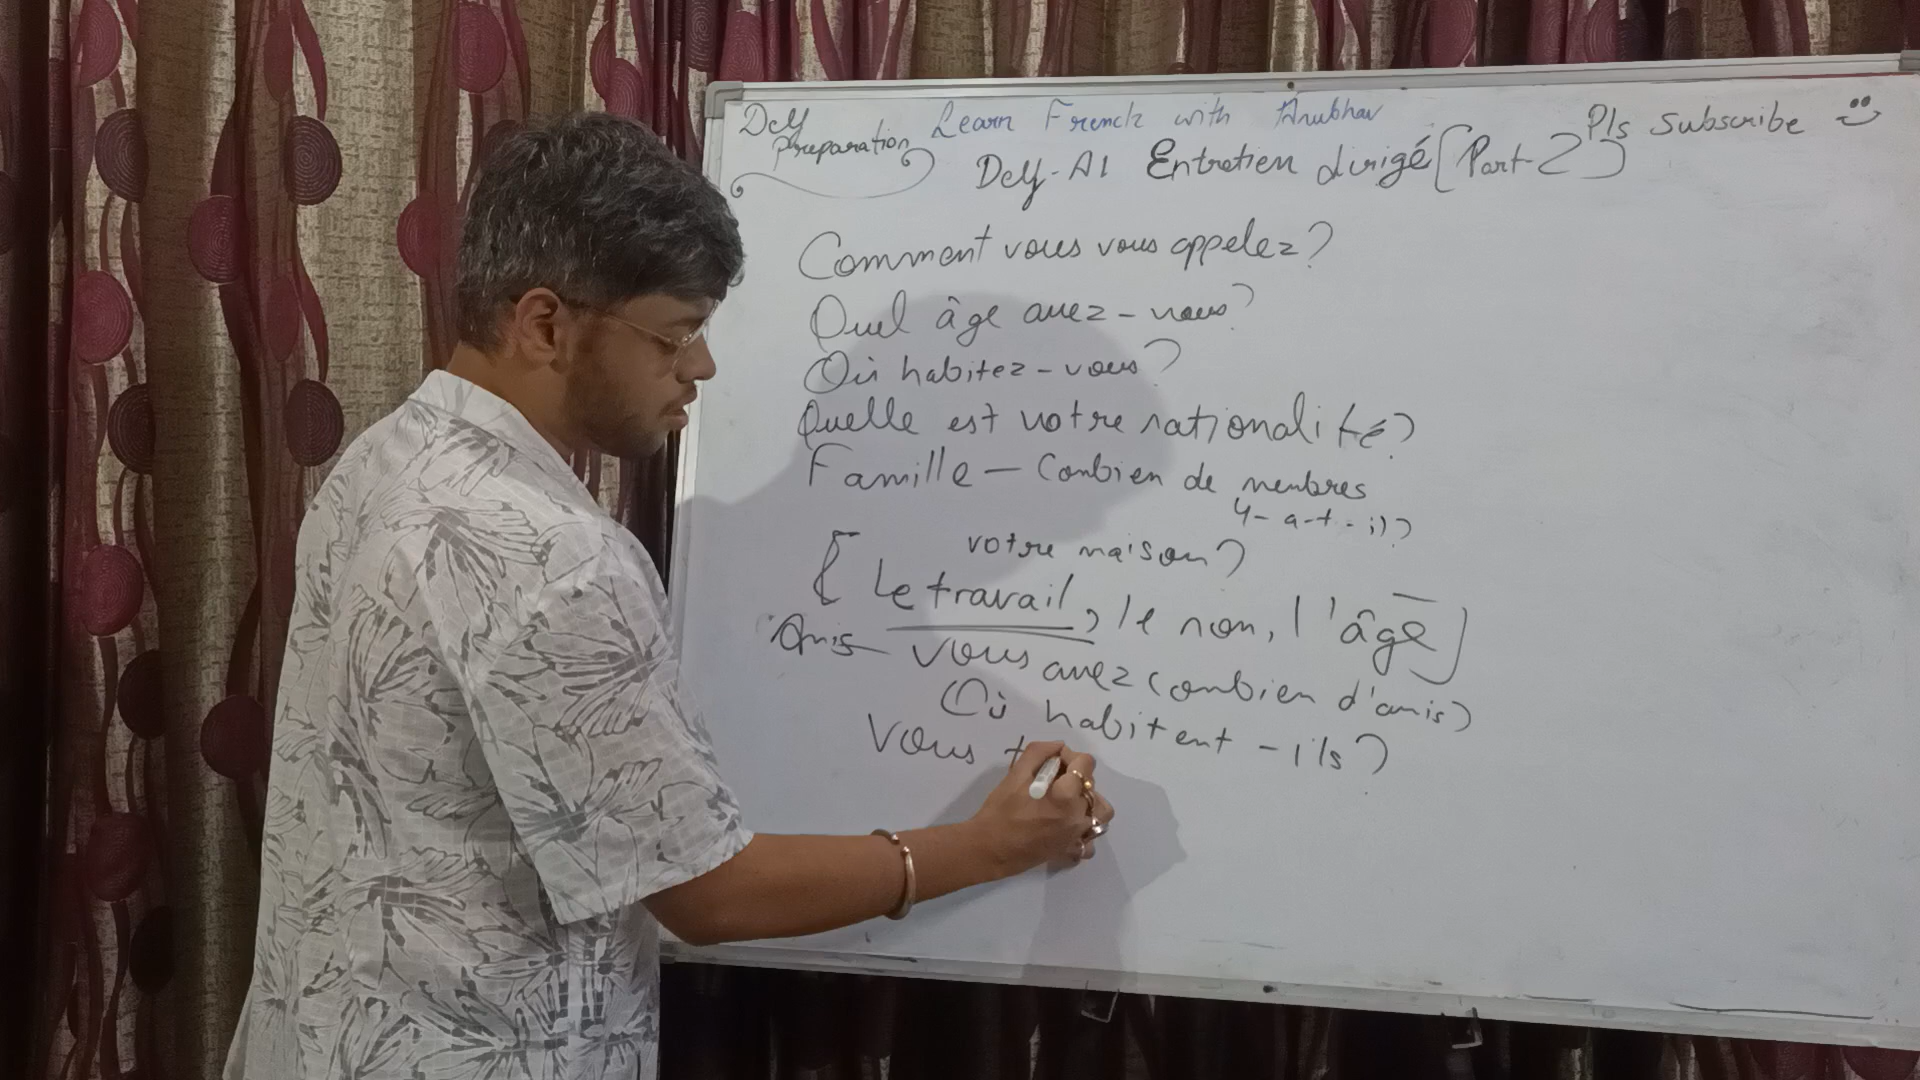 Delf Preparation
Learn French with Anubhav
Pls Subscribe
Delf-A1 Entretien dirigé [Part-2]
Comment vous vous appelez?
Quel âge avez-vous?
Où habitez-vous?
Quelle est votre nationalité?
Famille - Combien de membres
y-a-t-il?
votre maison?
[Le travail, le nom, l'âge]
Amis - Vous avez combien d'amis?
Où habitent-ils?
Vous t